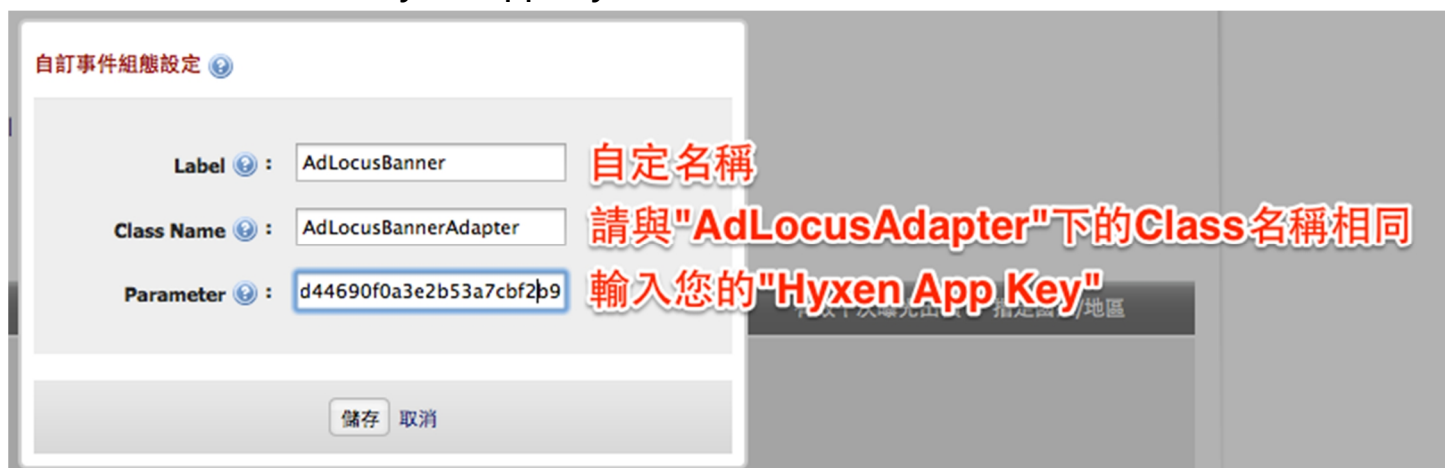 自訂事件組態設定
Label : AdLocusBanner 自定名稱
Class Name : AdLocusBannerAdapter 請與"AdLocusAdapter"下的Class名稱相同
Parameter : d44690f0a3e2b53a7cbf2b9 輸入您的"Hyxen App Key"
/地區
儲存 取消